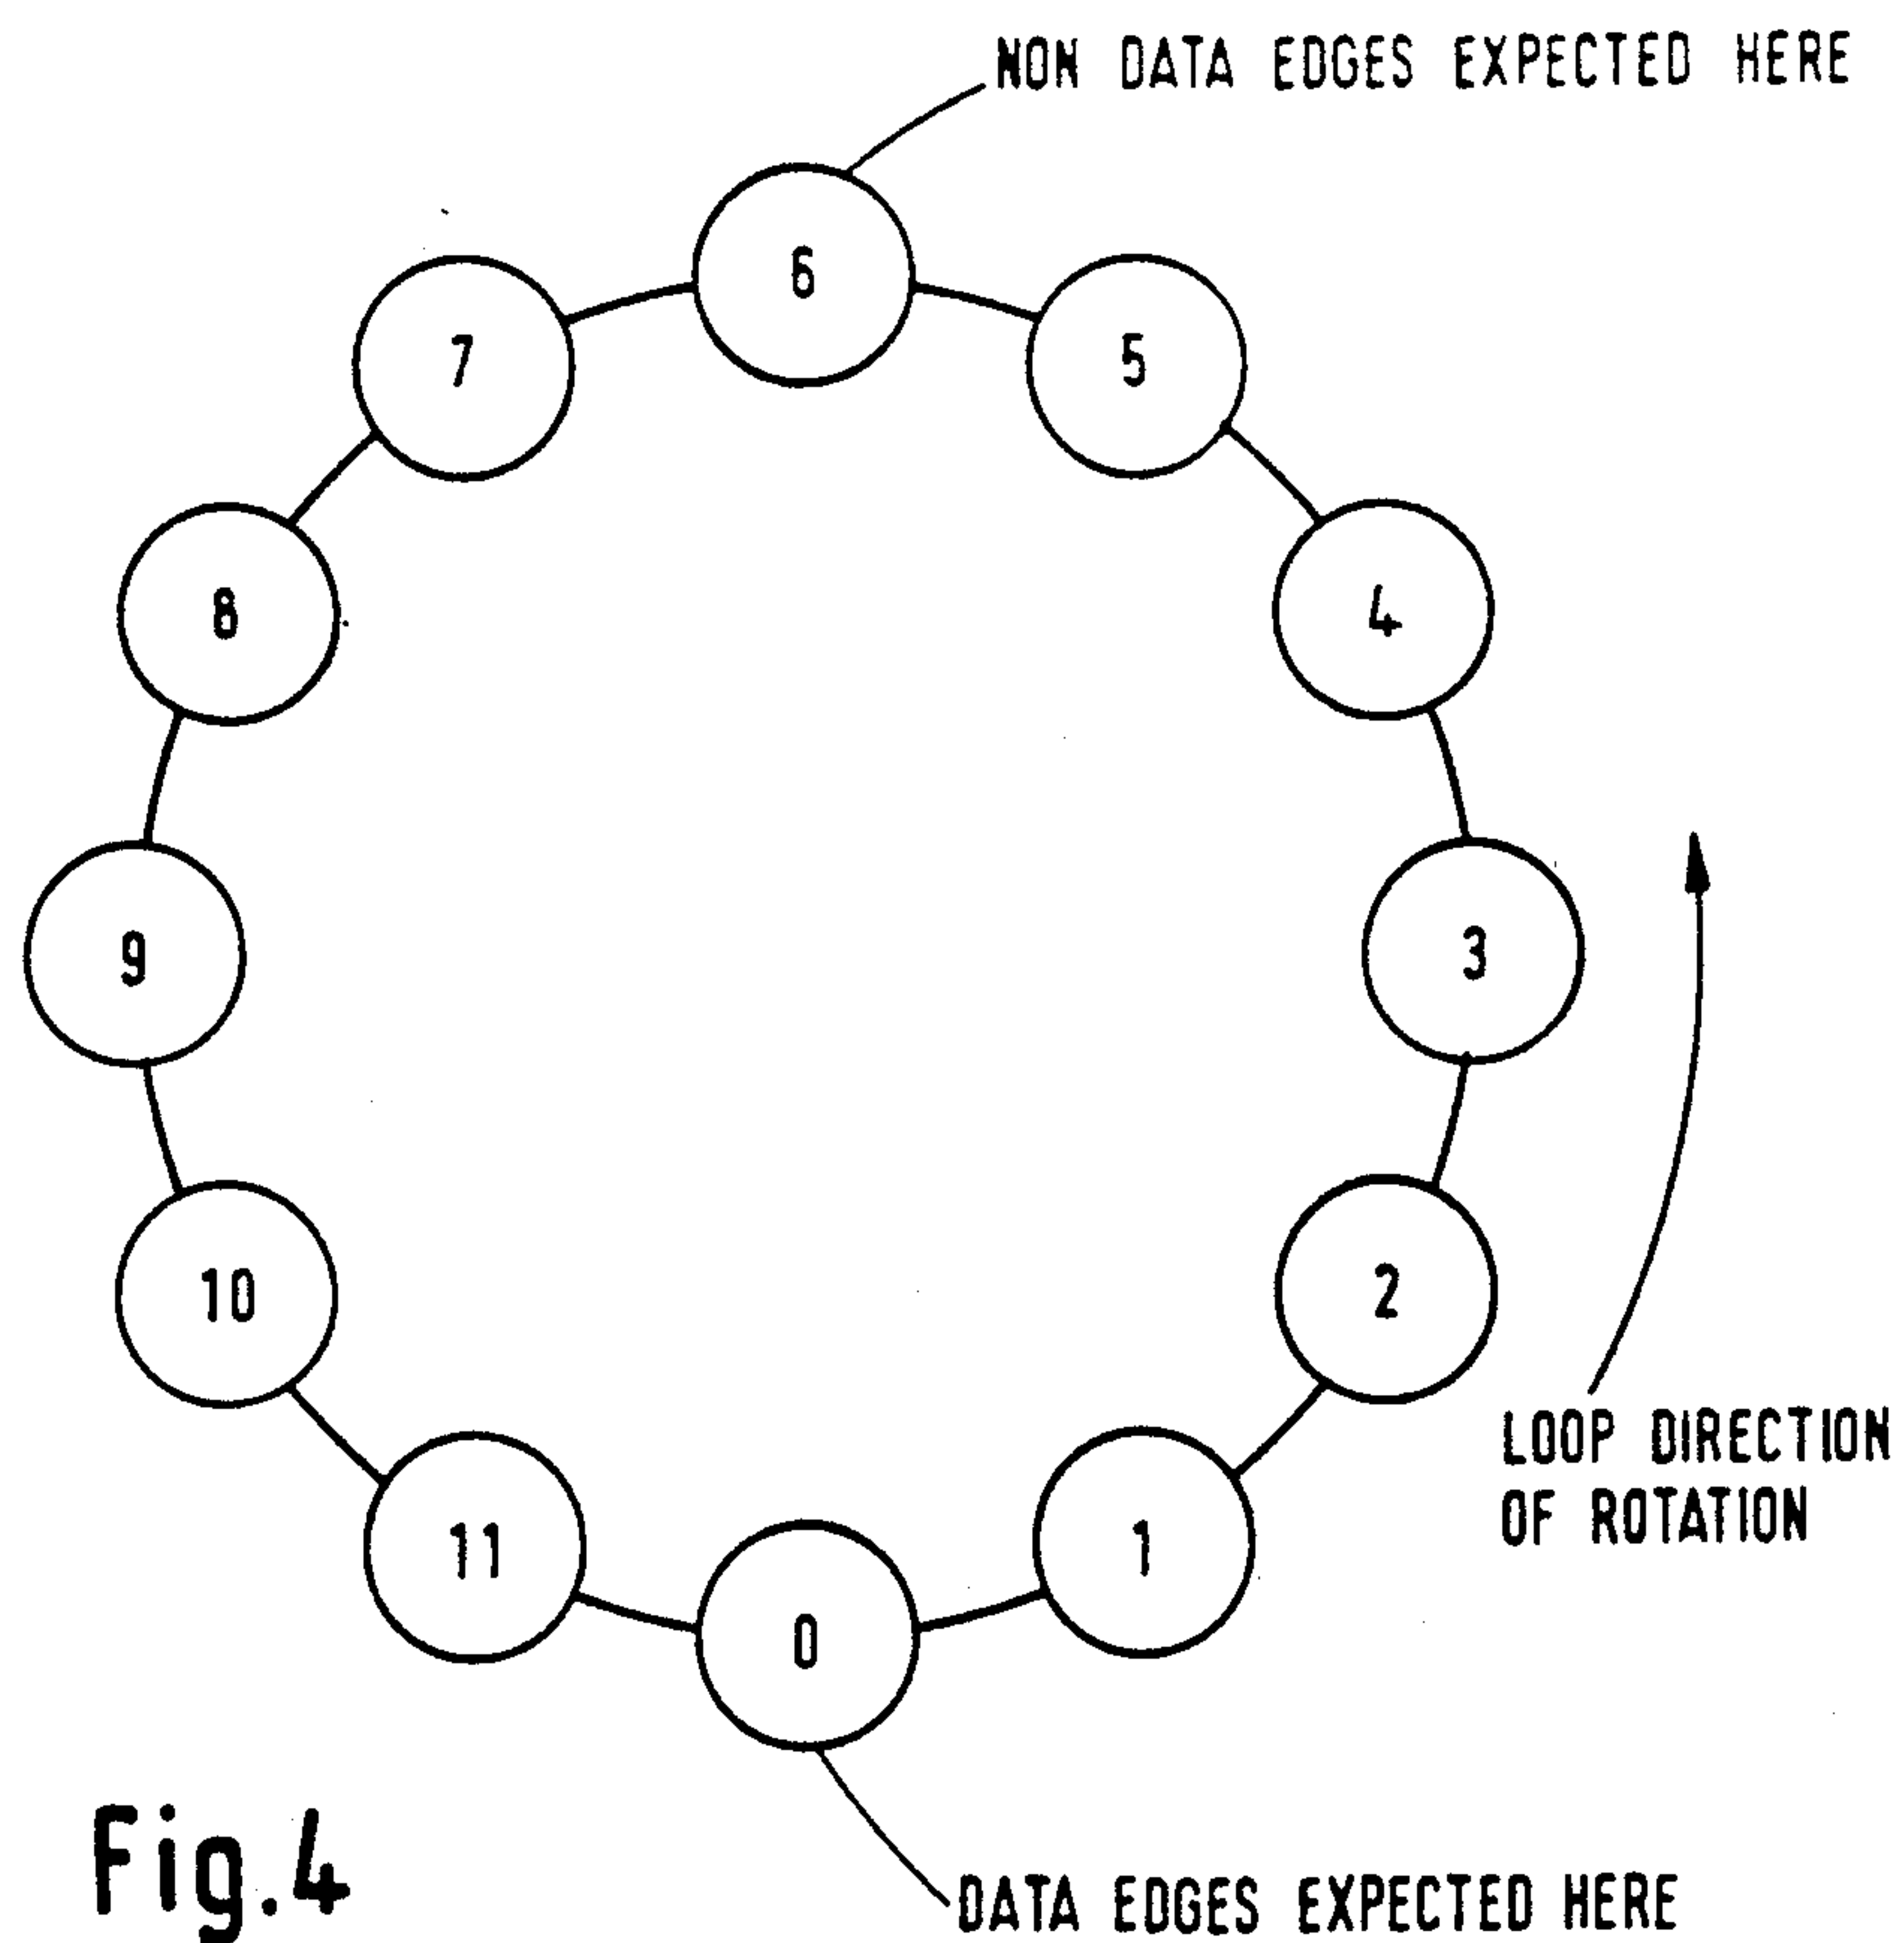 NON DATA EDGES EXPECTED HERE
6
7
5
8
4
9
3
10
2
LOOP DIRECTION
OF ROTATION
11
1
0
Fig.4
DATA EDGES EXPECTED HERE